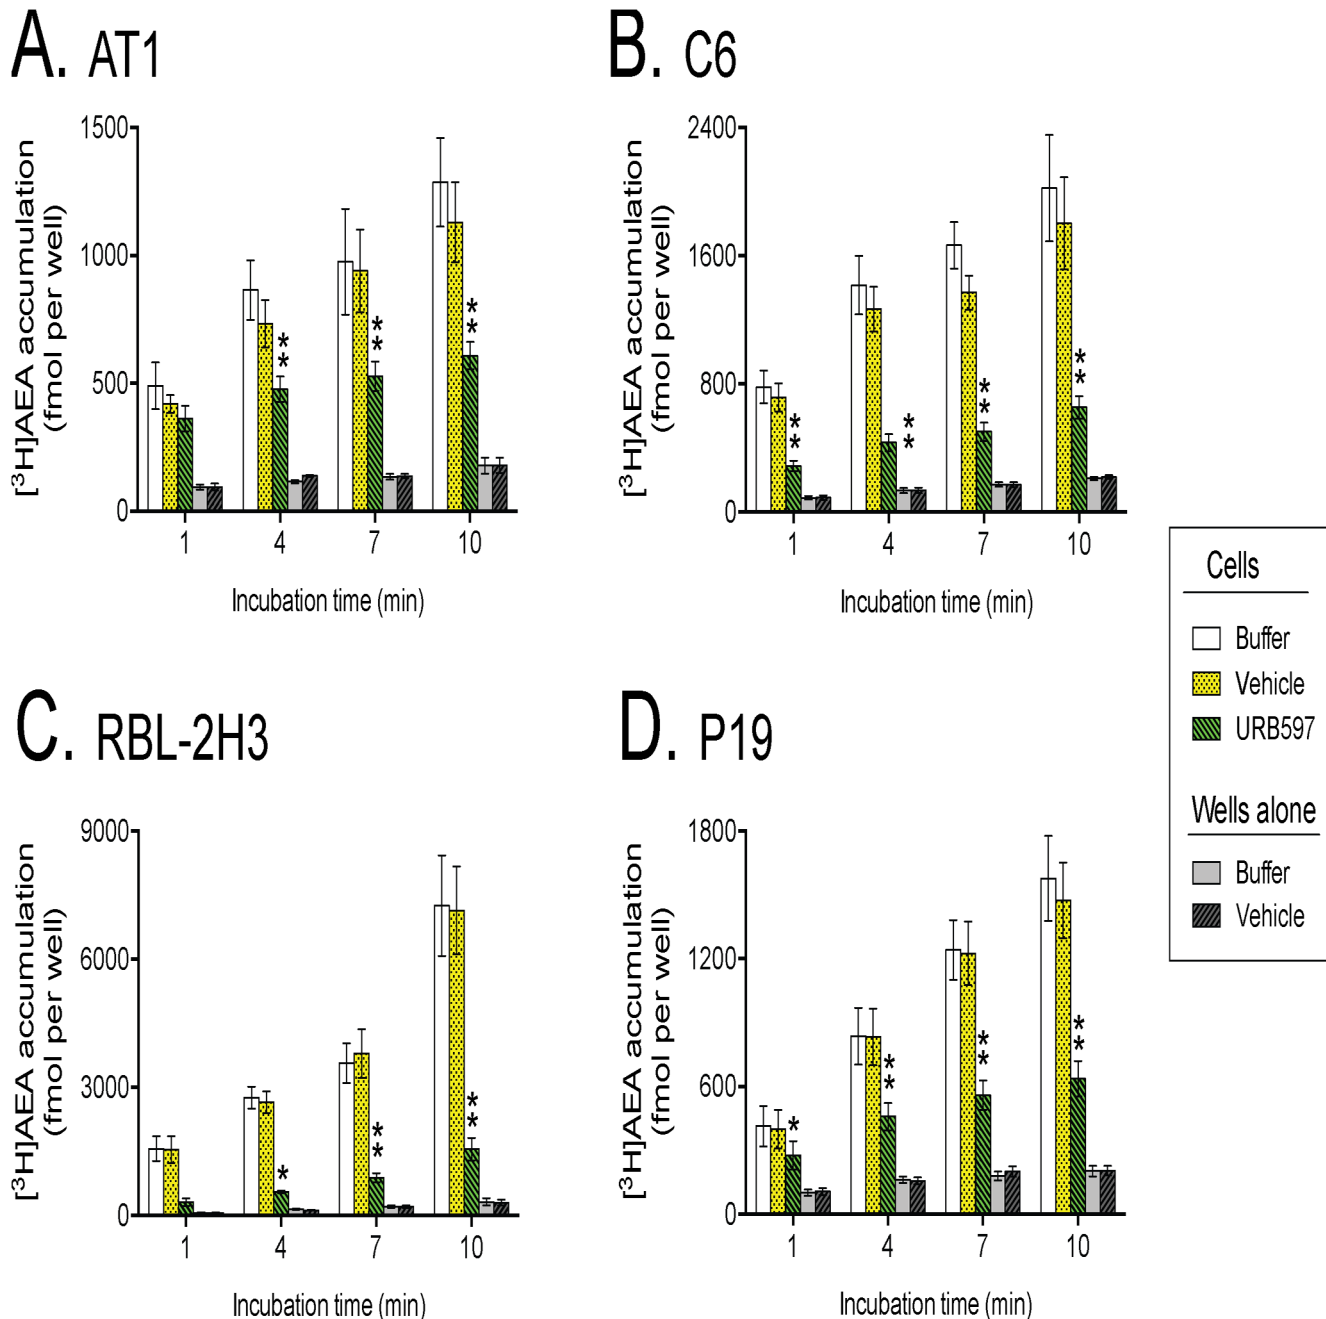 A. AT1
[³H]AEA accumulation
(fmol per well)
1500
1000
500
0
**
**
**
1
4
7
10
Incubation time (min)
B. C6
[³H]AEA accumulation
(fmol per well)
2400
1600
800
0
**
**
**
**
1
4
7
10
Incubation time (min)
Cells
Buffer
Vehicle
URB597
Wells alone
Buffer
Vehicle
C. RBL-2H3
[³H]AEA accumulation
(fmol per well)
9000
6000
3000
0
*
**
**
1
4
7
10
Incubation time (min)
D. P19
[³H]AEA accumulation
(fmol per well)
1800
1200
600
0
*
**
**
**
1
4
7
10
Incubation time (min)